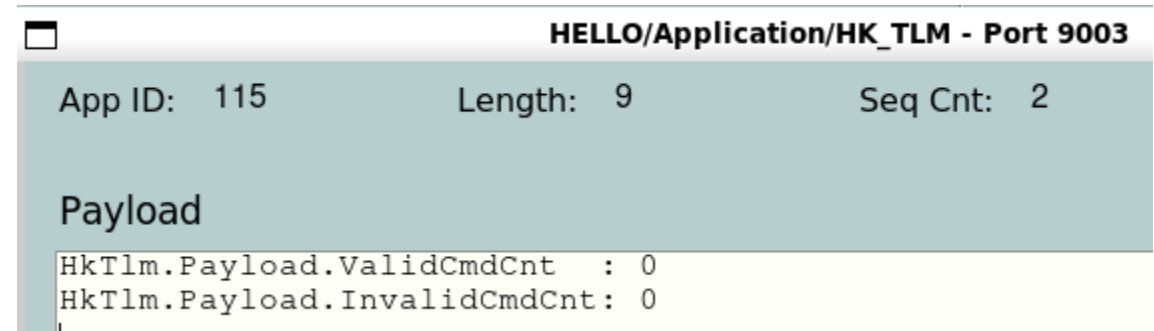 HELLO/Application/HK_TLM - Port 9003
App ID: 115 Length: 9 Seq Cnt: 2
Payload
HkTlm.Payload.ValidCmdCnt  : 0
HkTlm.Payload.InvalidCmdCnt: 0